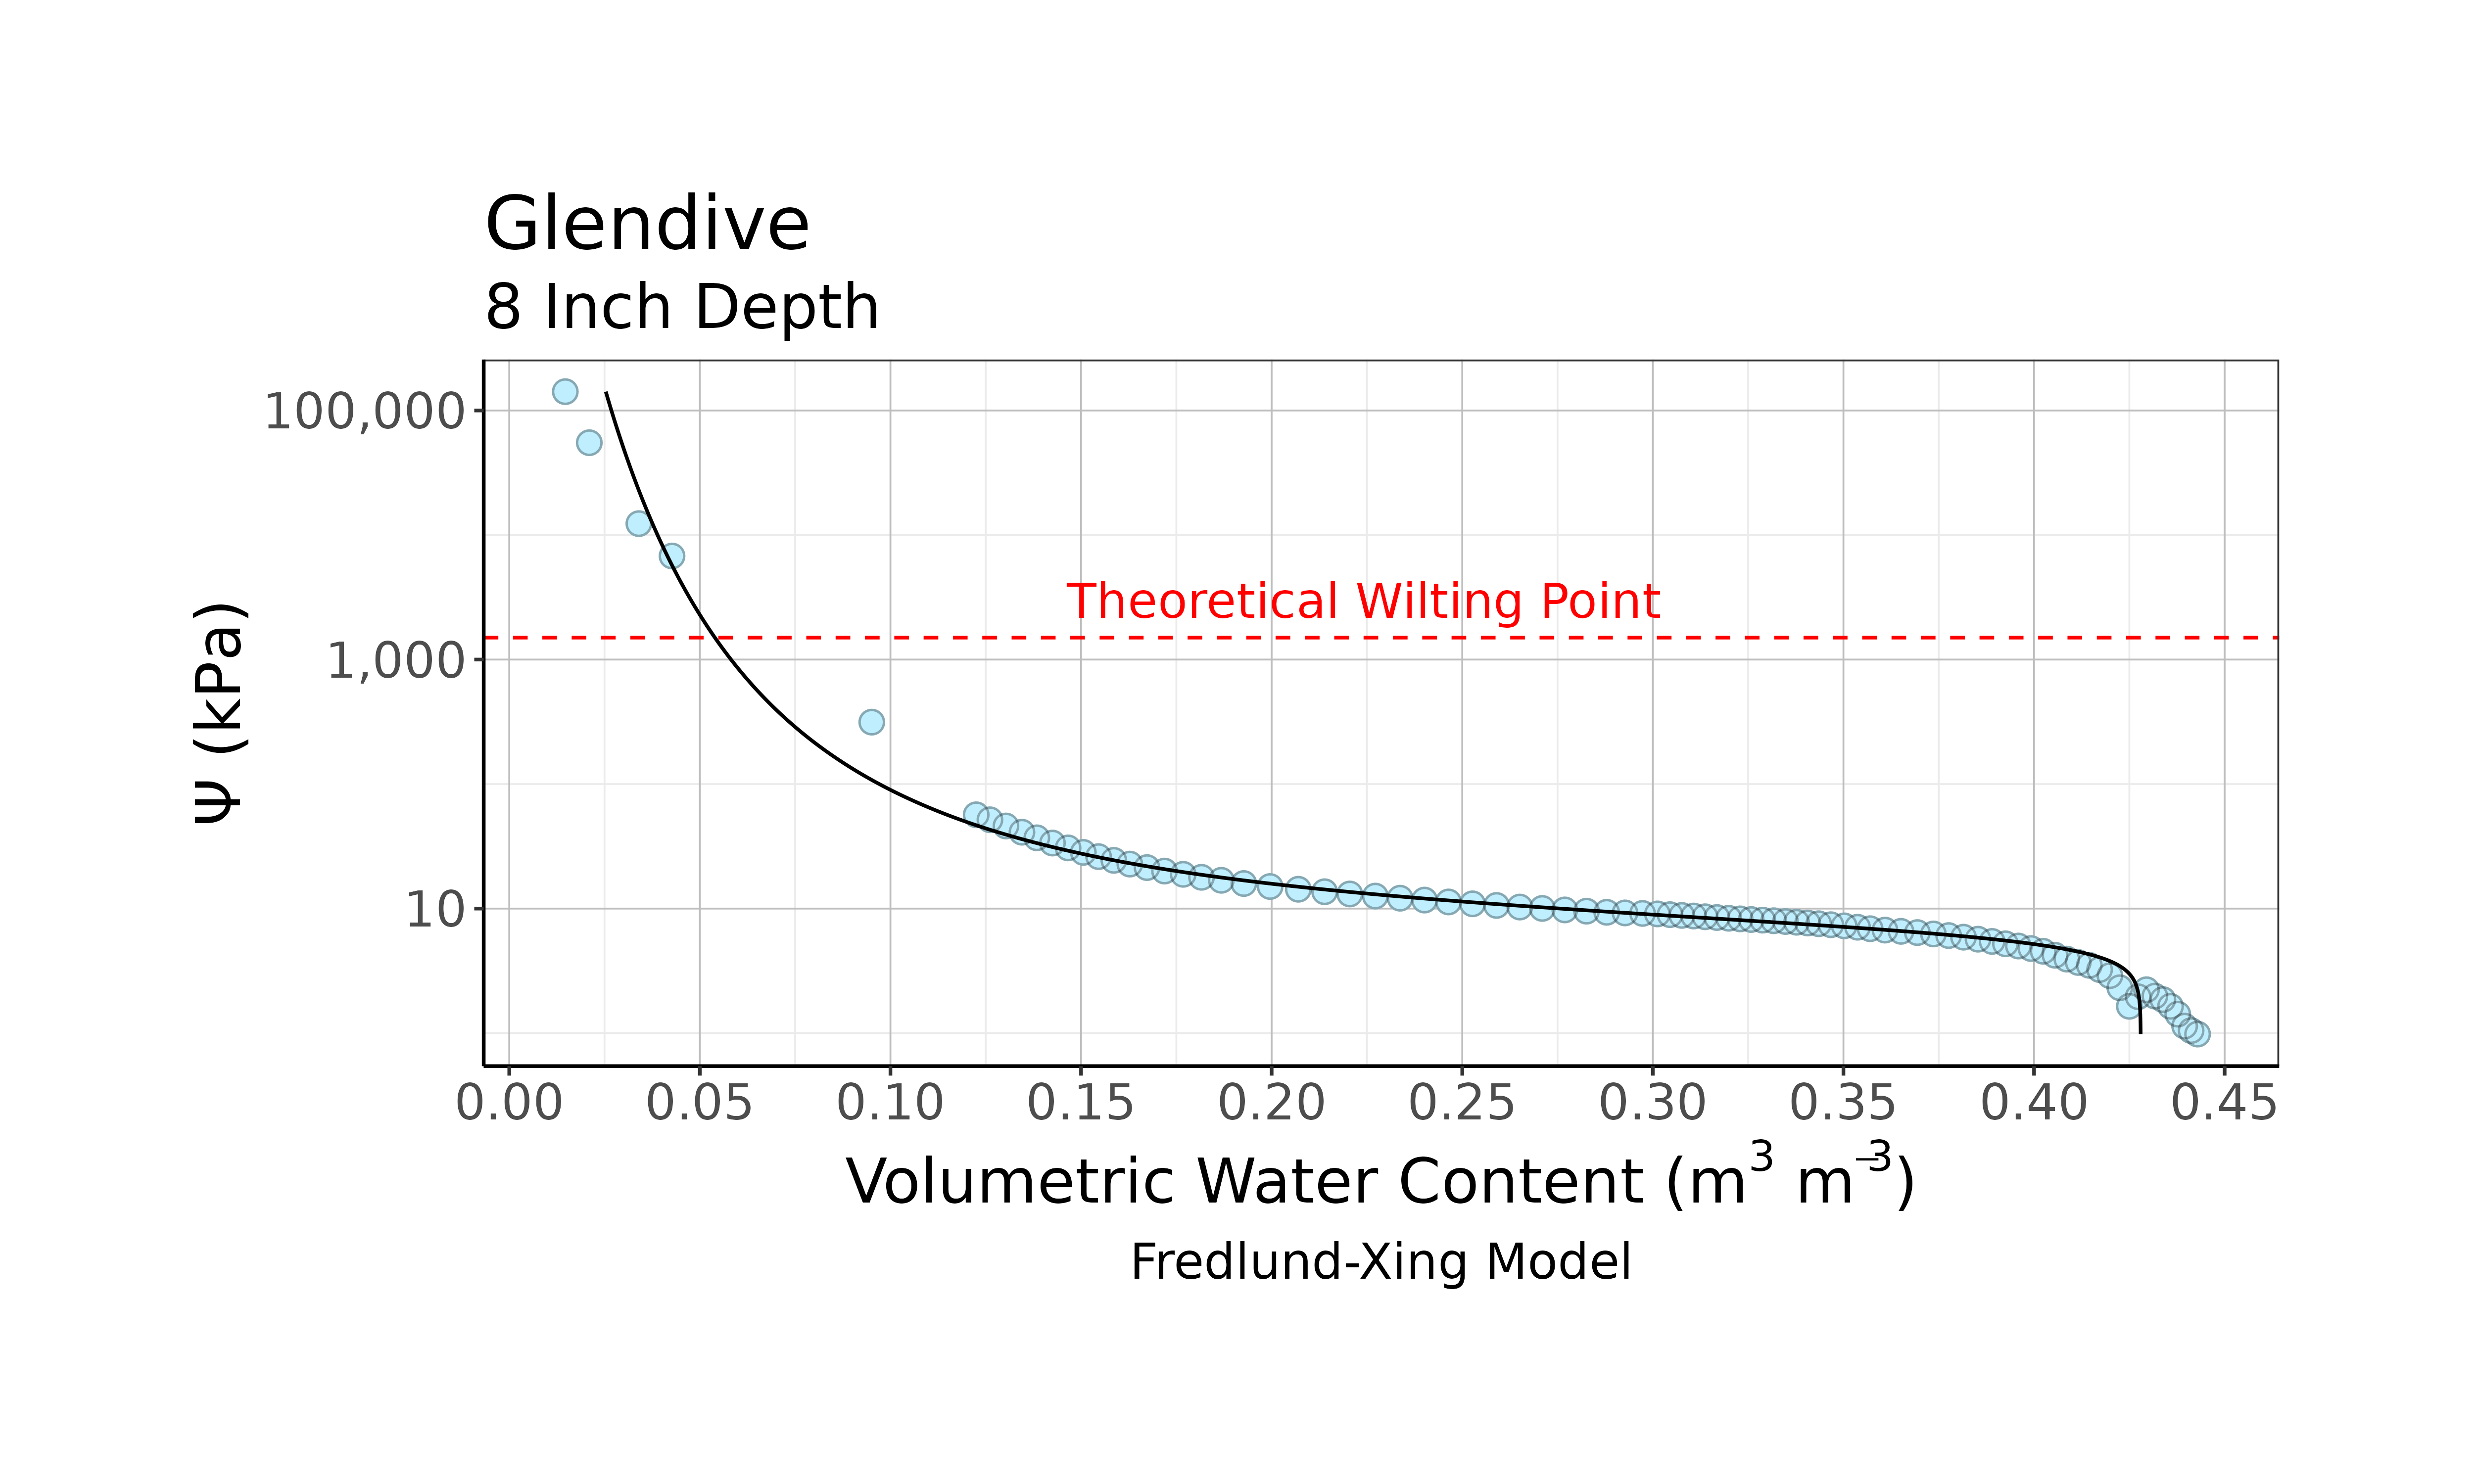 Glendive
8 Inch Depth
100,000
1,000
10
Ψ (kPa)
Theoretical Wilting Point
0.00 0.05 0.10 0.15 0.20 0.25 0.30 0.35 0.40 0.45
Volumetric Water Content (m³ m⁻³)
Fredlund-Xing Model